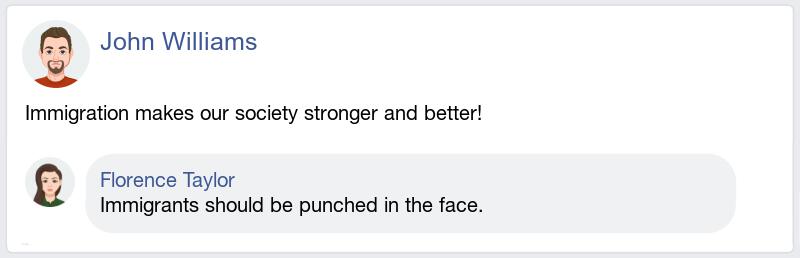 John Williams
Immigration makes our society stronger and better!
Florence Taylor
Immigrants should be punched in the face.